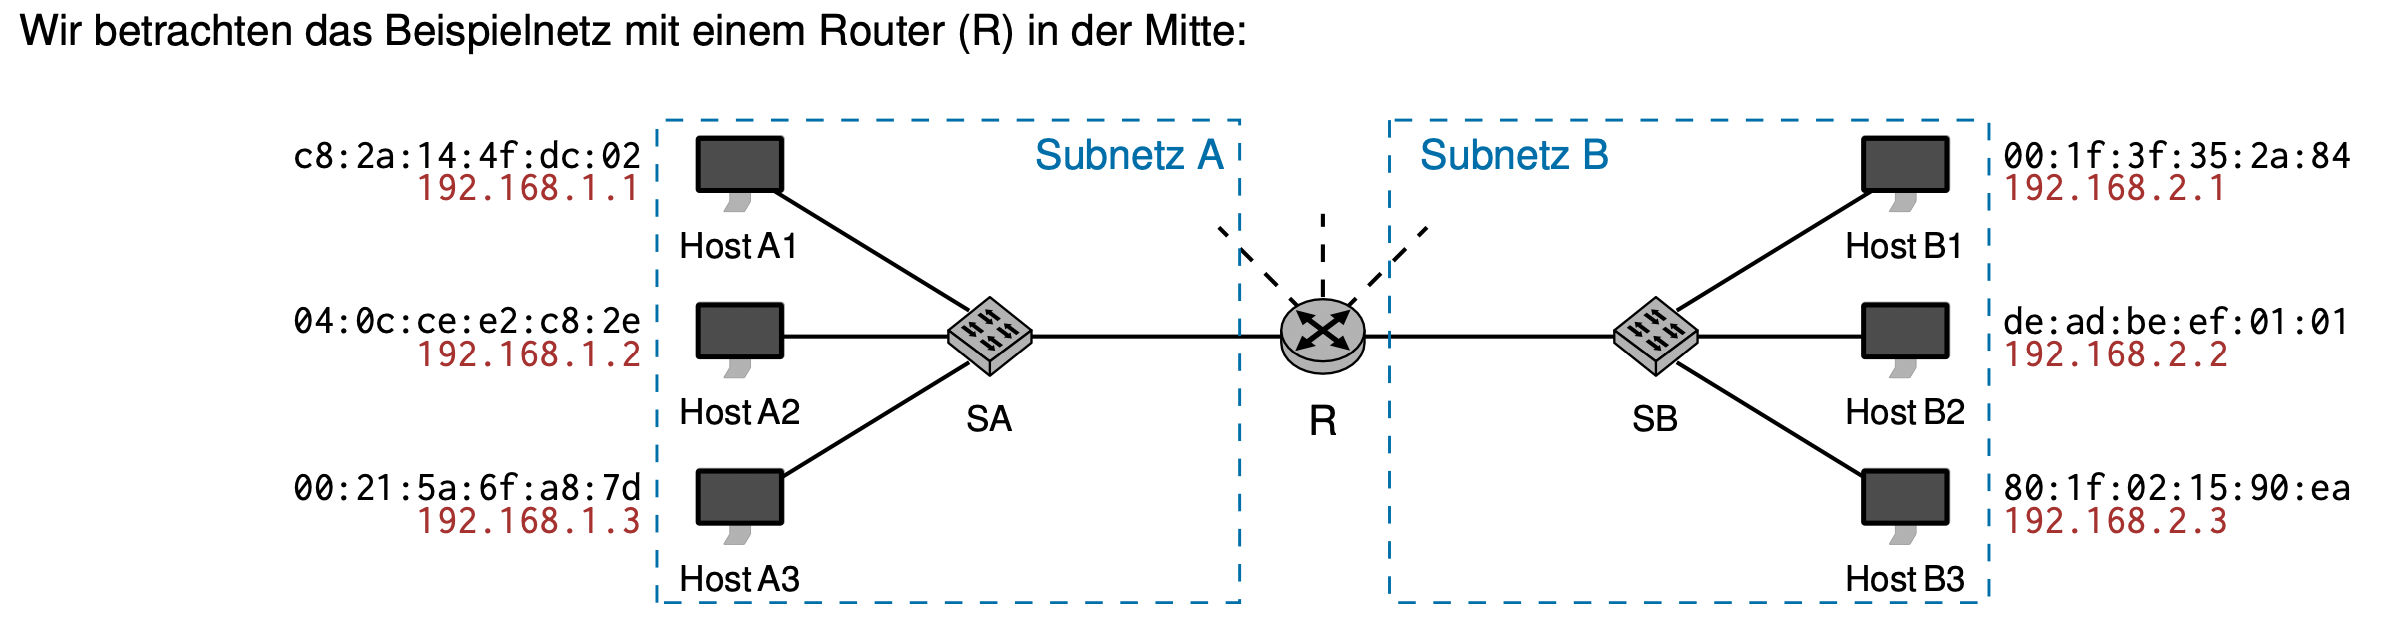 Wir betrachten das Beispielnetz mit einem Router (R) in der Mitte:
Subnetz A
Subnetz B
c8:2a:14:4f:dc:02
192.168.1.1
Host A1
04:0c:ce:e2:c8:2e
192.168.1.2
Host A2
00:21:5a:6f:a8:7d
192.168.1.3
Host A3
SA
R
SB
00:1f:3f:35:2a:84
192.168.2.1
Host B1
de:ad:be:ef:01:01
192.168.2.2
Host B2
80:1f:02:15:90:ea
192.168.2.3
Host B3